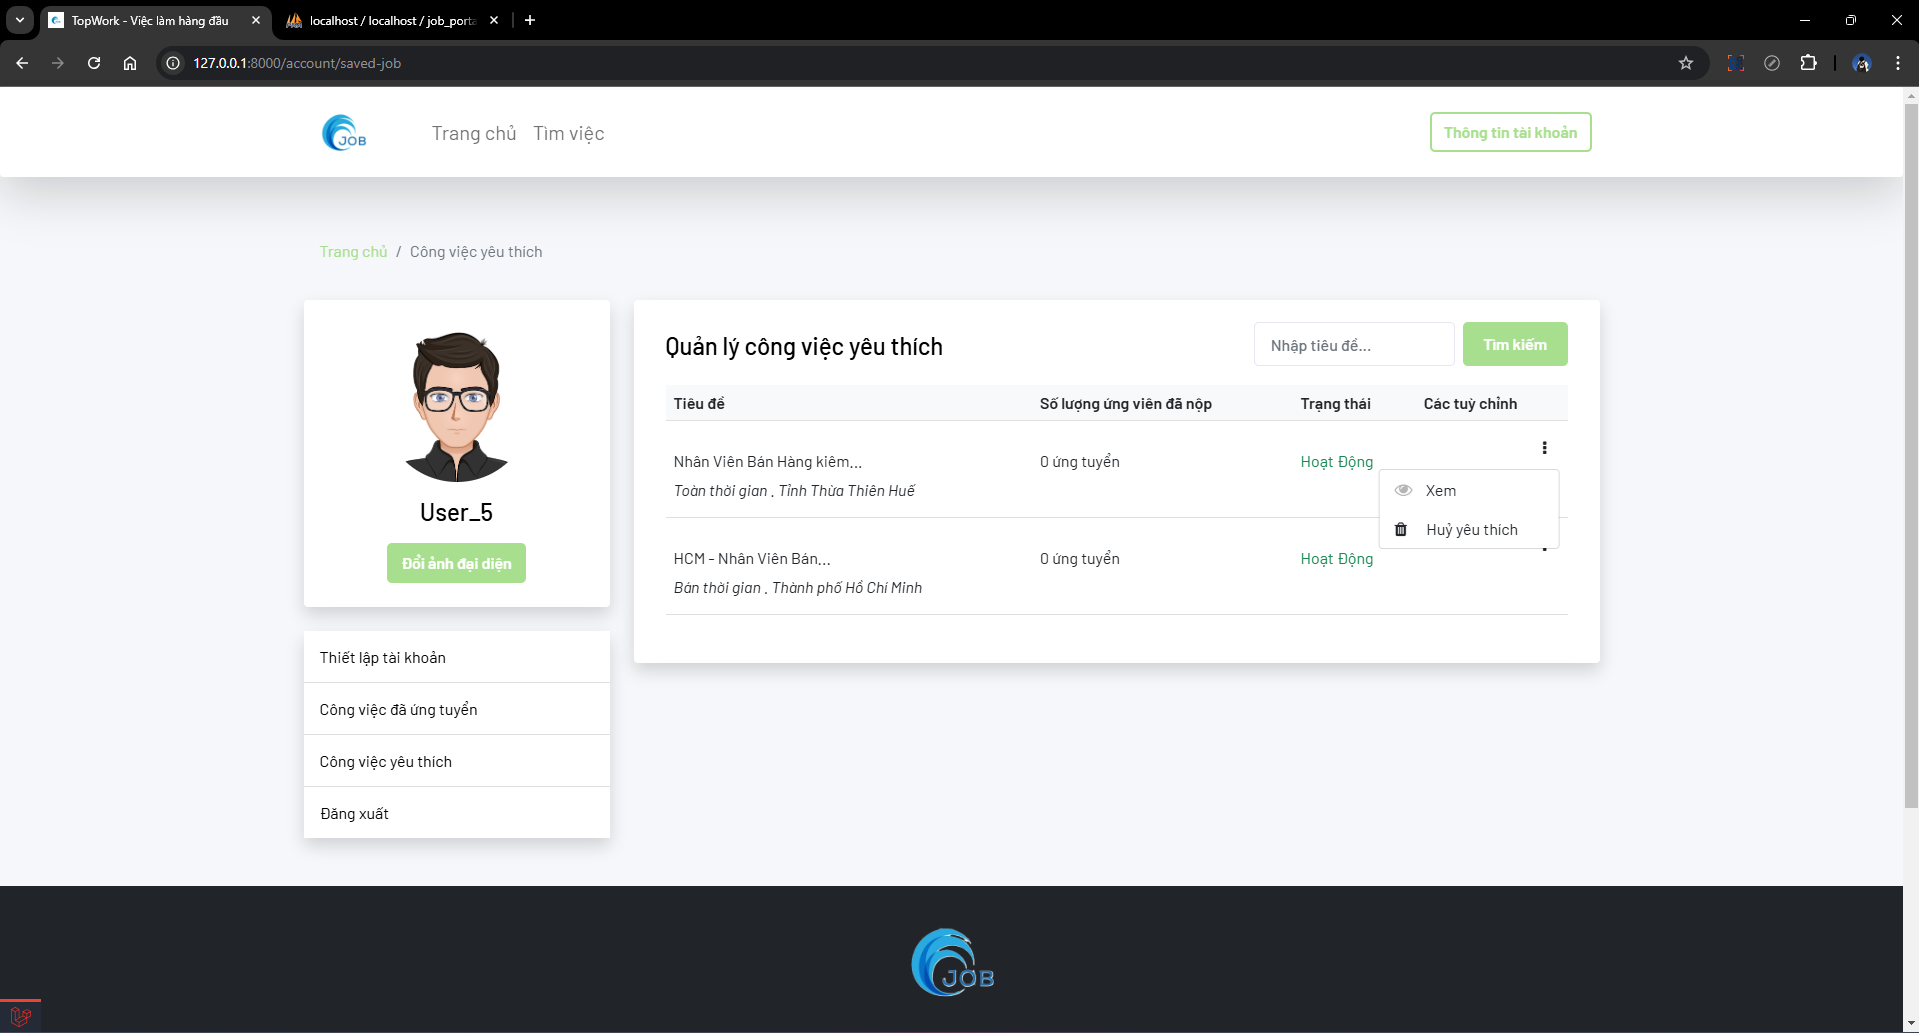 TopWork - Việc làm hàng đầu
localhost / localhost / job_porta
127.0.0.1:8000/account/saved-job
JOB
Trang chủ
Tìm việc
Thông tin tài khoản
Trang chủ / Công việc yêu thích
User_5
Đổi ảnh đại diện
Thiết lập tài khoản
Công việc đã ứng tuyển
Công việc yêu thích
Đăng xuất
Quản lý công việc yêu thích
Nhập tiêu đề...
Tìm kiếm
Tiêu đề
Số lượng ứng viên đã nộp
Trạng thái
Các tuỳ chỉnh
Nhân Viên Bán Hàng kiêm...
Toàn thời gian . Tỉnh Thừa Thiên Huế
0 ứng tuyển
Hoạt Động
Xem
Huỷ yêu thích
HCM - Nhân Viên Bán...
Bán thời gian . Thành phố Hồ Chí Minh
0 ứng tuyển
Hoạt Động
JOB